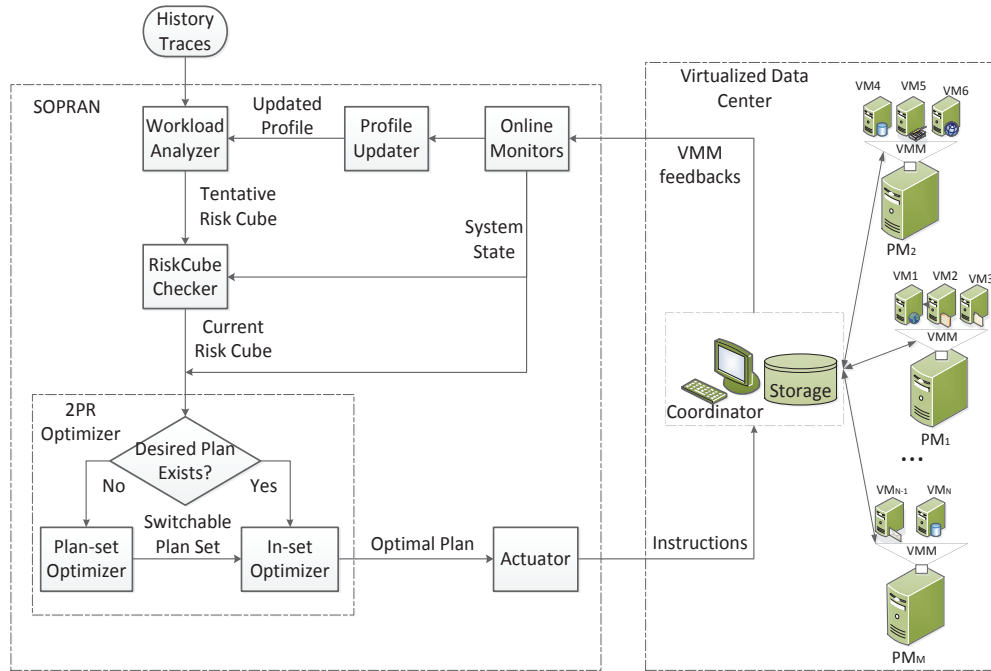 History
Traces
SOPRAN
Workload
Analyzer
Updated
Profile
Profile
Updater
Online
Monitors
VMM
feedbacks
Tentative
Risk Cube
System
State
RiskCube
Checker
Current
Risk Cube
2PR
Optimizer
Desired Plan
Exists?
No
Yes
Plan-set
Optimizer
Switchable
Plan Set
In-set
Optimizer
Optimal Plan
Actuator
Instructions
Virtualized Data
Center
VM4
VM5
VM6
VMM
PM2
VM1
VM2
VM3
VMM
PM1
Storage
Coordinator
...
VMN-1
VMN
VMM
PMM